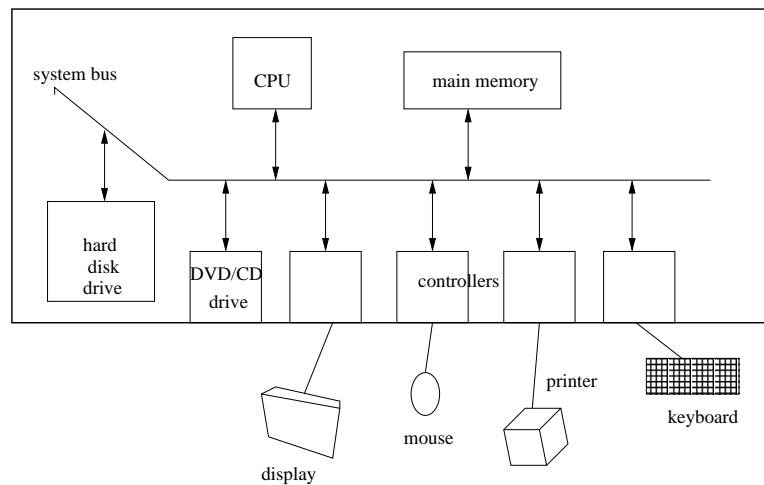 system bus
CPU
main memory
hard
disk
drive
DVD/CD
drive
controllers
display
mouse
printer
keyboard